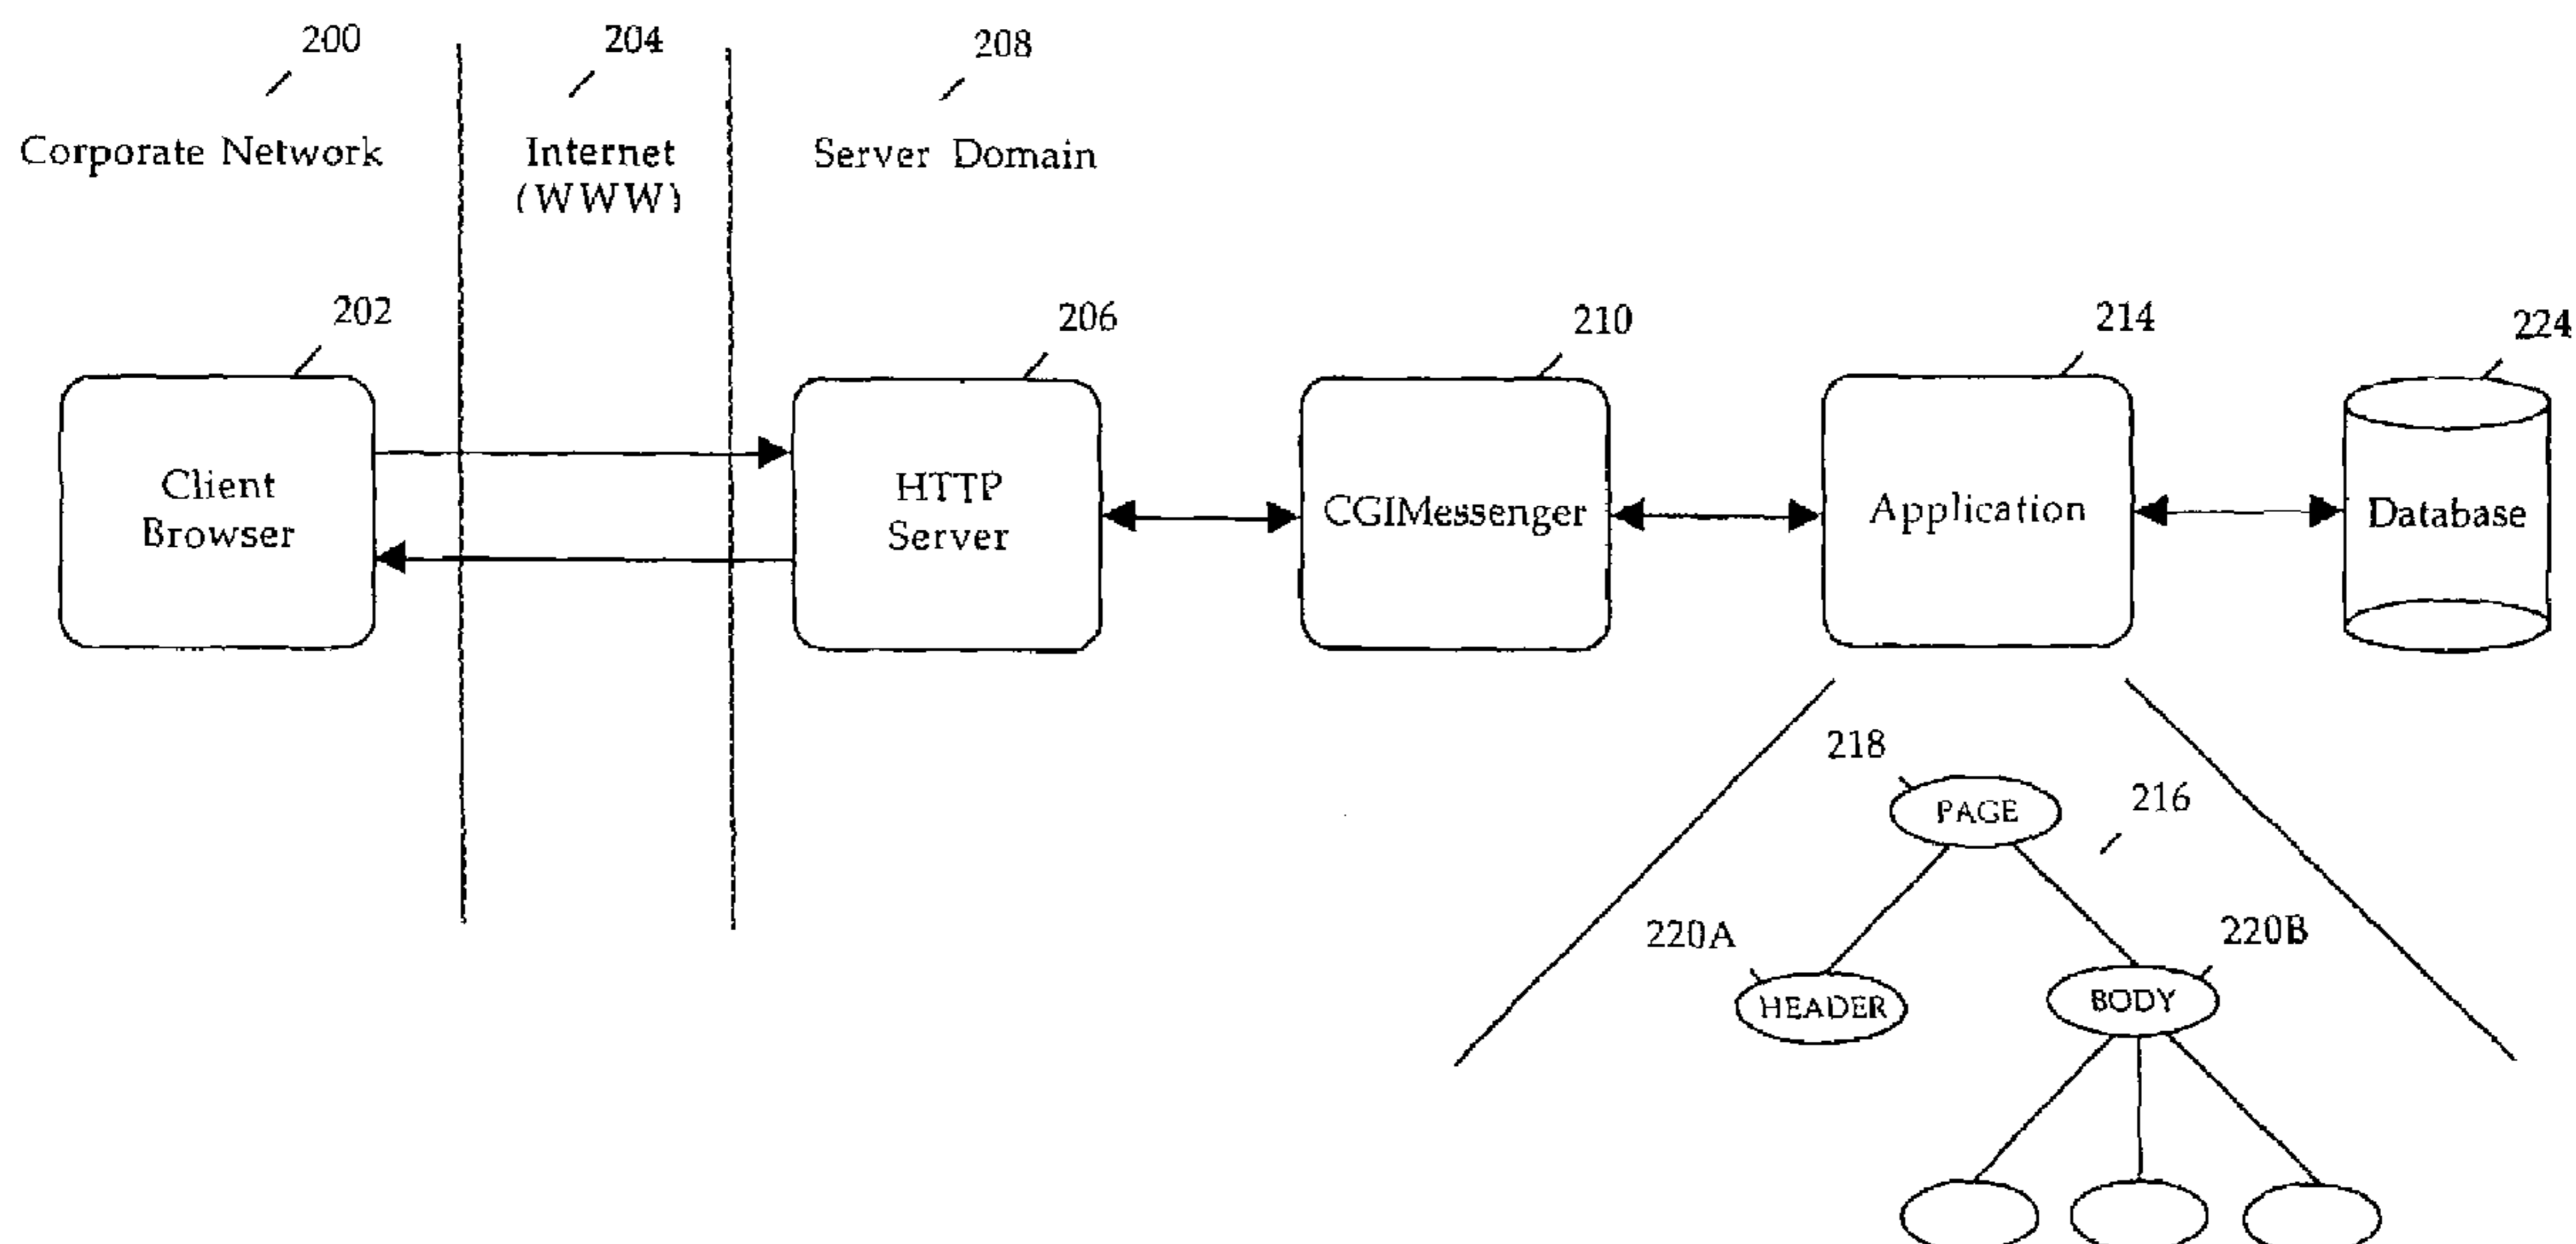 200
204
208
Corporate Network
Internet
(WWW)
Server Domain
202
206
210
214
224
Client
Browser
HTTP
Server
CGIMessenger
Application
Database
218
PAGE
216
220A
220B
HEADER
BODY